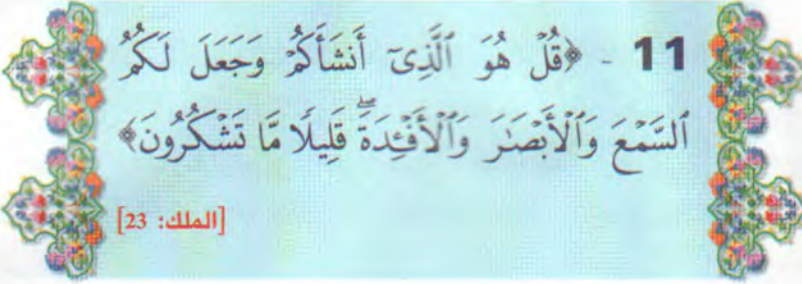 11 - ﴿قُلْ هُوَ ٱلَّذِىٓ أَنشَأَكُمْ وَجَعَلَ لَكُمُ
ٱلسَّمْعَ وَٱلْأَبْصَـٰرَ وَٱلْأَفْـِٔدَةَ ۖ قَلِيلًا مَّا تَشْكُرُونَ﴾
[الملك: 23]